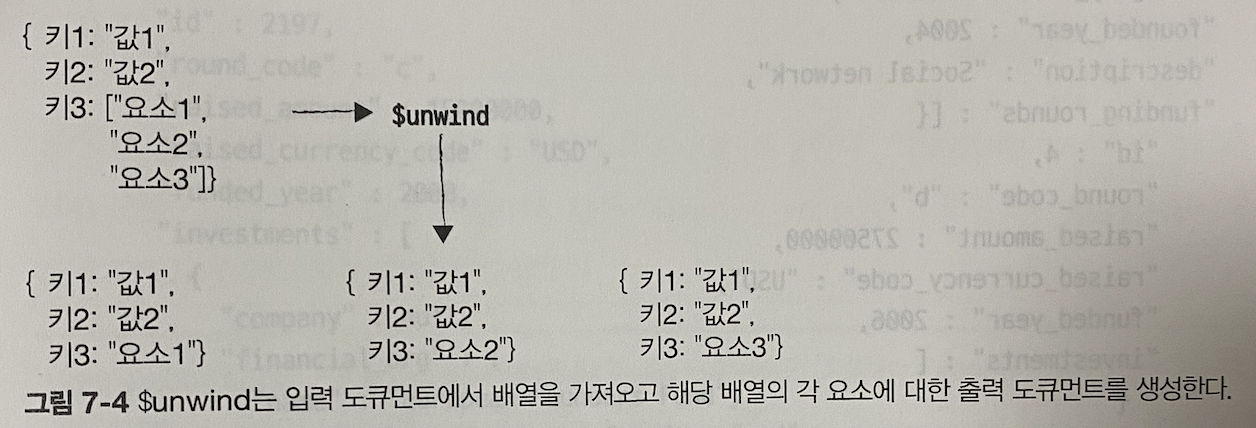 { 키1: "값1",
키2: "값2",
키3: ["요소1",
"요소2",
"요소3"]}
$unwind
{ 키1: "값1",
키2: "값2",
키3: "요소1"}
{ 키1: "값1",
키2: "값2",
키3: "요소2"}
{ 키1: "값1",
키2: "값2",
키3: "요소3"}
그림 7-4 $unwind는 입력 도큐먼트에서 배열을 가져오고 해당 배열의 각 요소에 대한 출력 도큐먼트를 생성한다.